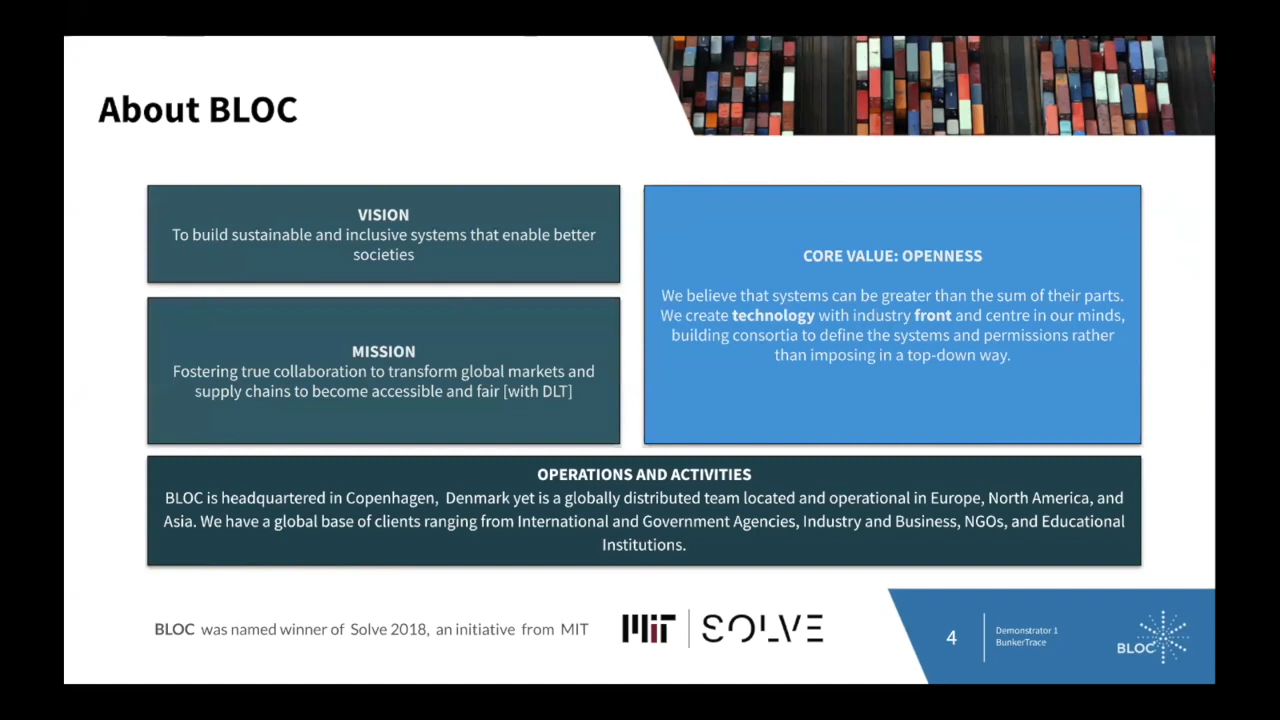 About BLOC
VISION
To build sustainable and inclusive systems that enable better
societies
MISSION
Fostering true collaboration to transform global markets and
supply chains to become accessible and fair [with DLT]
CORE VALUE: OPENNESS
We believe that systems can be greater than the sum of their parts.
We create technology with industry front and centre in our minds,
building consortia to define the systems and permissions rather
than imposing in a top-down way.
OPERATIONS AND ACTIVITIES
BLOC is headquartered in Copenhagen, Denmark yet is a globally distributed team located and operational in Europe, North America, and
Asia. We have a global base of clients ranging from International and Government Agencies, Industry and Business, NGOs, and Educational
Institutions.
BLOC was named winner of Solve 2018, an initiative from MIT
MIT SOLVE
4
Demonstrator 1
BunkerTrace
BLOC